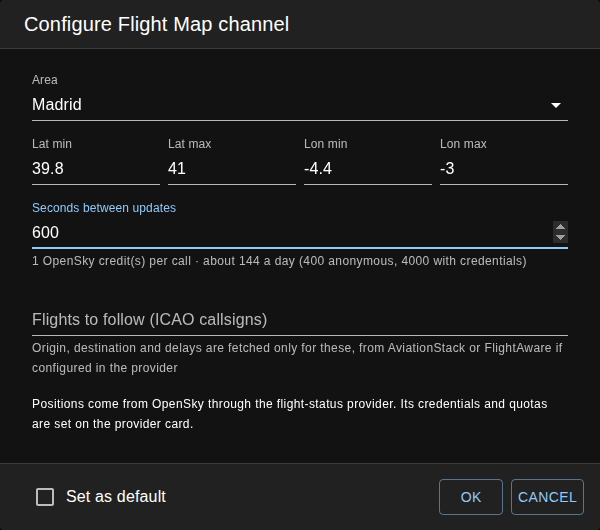 Configure Flight Map channel
Area
Madrid
Lat min
Lat max
Lon min
Lon max
39.8
41
-4.4
-3
Seconds between updates
600
1 OpenSky credit(s) per call · about 144 a day (400 anonymous, 4000 with credentials)
Flights to follow (ICAO callsigns)
Origin, destination and delays are fetched only for these, from AviationStack or FlightAware if
configured in the provider
Positions come from OpenSky through the flight-status provider. Its credentials and quotas
are set on the provider card.
Set as default
OK
CANCEL